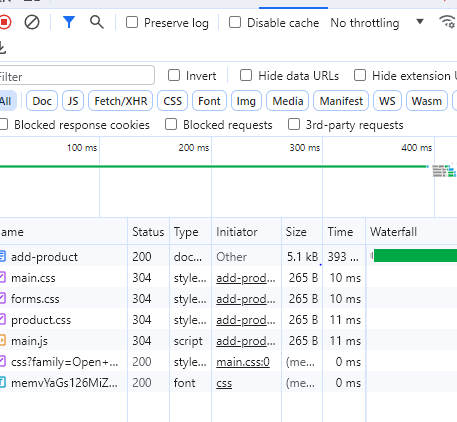 Preserve log Disable cache No throttling
Filter Invert Hide data URLs Hide extension U
All Doc JS Fetch/XHR CSS Font Img Media Manifest WS Wasm
Blocked response cookies Blocked requests 3rd-party requests
100 ms 200 ms 300 ms 400 ms
ame Status Type Initiator Size Time Waterfall
add-product 200 doc... Other 5.1 kB 393 ...
main.css 304 style... add-prod... 265 B 10 ms
forms.css 304 style... add-prod... 265 B 10 ms
product.css 304 style... add-prod... 265 B 11 ms
main.js 304 script add-prod... 265 B 11 ms
css?family=Open+... 200 style... main.css:0 (me... 0 ms
memvYaGs126MiZ... 200 font css (me... 0 ms